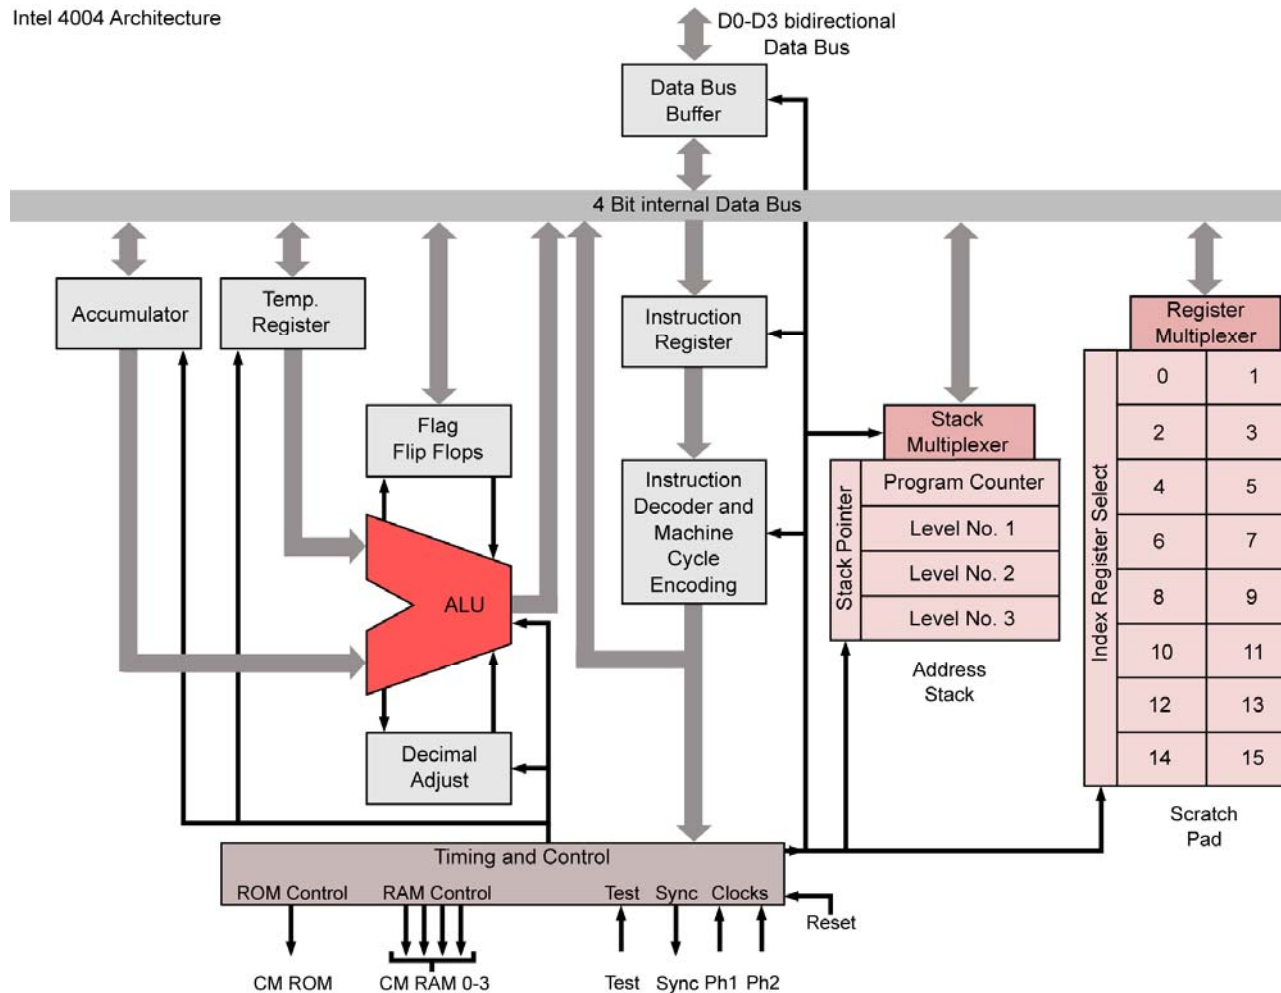 Intel 4004 Architecture
D0-D3 bidirectional
Data Bus
Data Bus
Buffer
4 Bit internal Data Bus
Accumulator
Temp.
Register
Instruction
Register
Register
Multiplexer
Flag
Flip Flops
Stack
Multiplexer
Instruction
Decoder and
Machine
Cycle
Encoding
Stack Pointer
Program Counter
Level No. 1
Level No. 2
Level No. 3
Address
Stack
Index Register Select
0 1
2 3
4 5
6 7
8 9
10 11
12 13
14 15
Scratch
Pad
ALU
Decimal
Adjust
Timing and Control
ROM Control RAM Control Test Sync Clocks
Reset
CM ROM CM RAM 0-3 Test Sync Ph1 Ph2